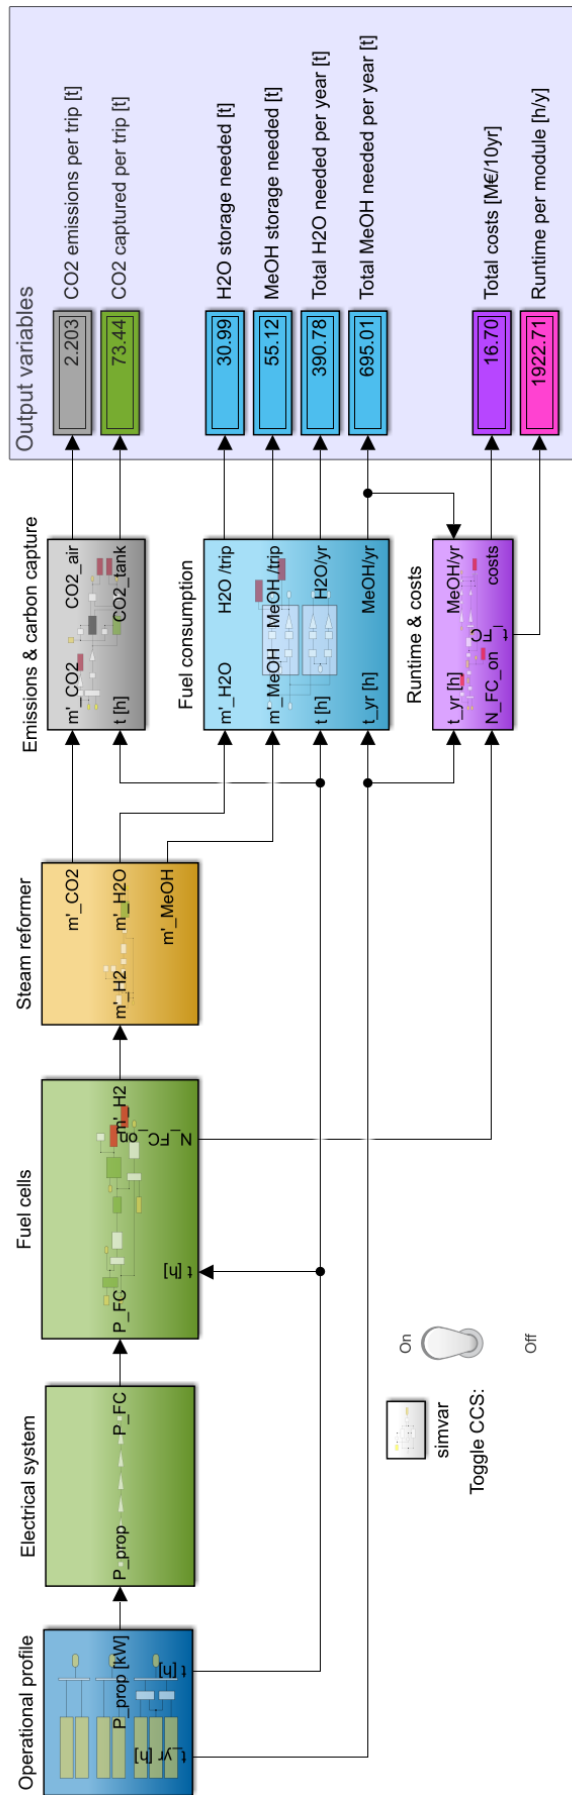 Operational profile
P_prop [kW]
t [h]
t_yr [h]
Electrical system
P_prop
P_FC
Fuel cells
P_FC
m'_H2
N_FC_on
t [h]
Steam reformer
m'_H2
m'_CO2
m'_H2O
m'_MeOH
Emissions & carbon capture
m'_CO2
t [h]
CO2_air
CO2_tank
Fuel consumption
m'_H2O
m'_MeOH
t [h]
t_yr [h]
H2O /trip
MeOH /trip
H2O/yr
MeOH/yr
Runtime & costs
t_yr [h]
N_FC_on
MeOH/yr
costs
t_FC
Output variables
2.203
CO2 emissions per trip [t]
73.44
CO2 captured per trip [t]
30.99
H2O storage needed [t]
55.12
MeOH storage needed [t]
390.78
Total H2O needed per year [t]
695.01
Total MeOH needed per year [t]
16.70
Total costs [M€/10yr]
1922.71
Runtime per module [h/y]
On
Off
simvar
Toggle CCS: